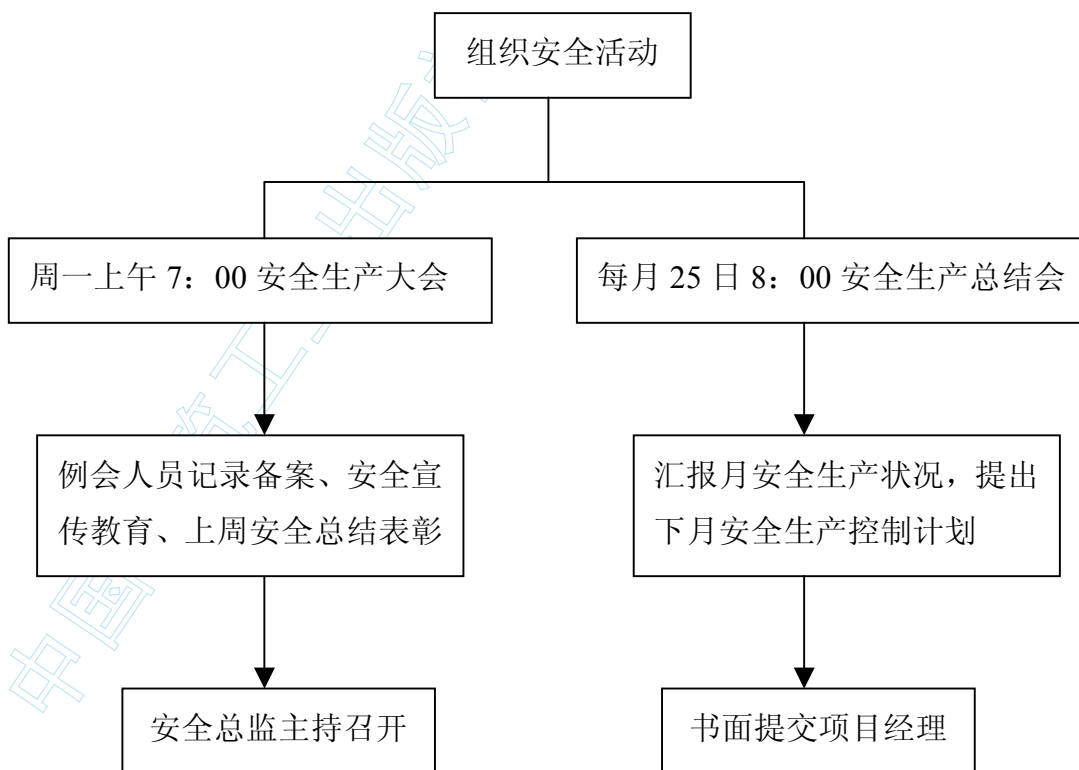 组织安全活动
周一上午 7：00 安全生产大会
每月 25 日 8：00 安全生产总结会
例会人员记录备案、安全宣
传教育、上周安全总结表彰
汇报月安全生产状况，提出
下月安全生产控制计划
安全总监主持召开
书面提交项目经理